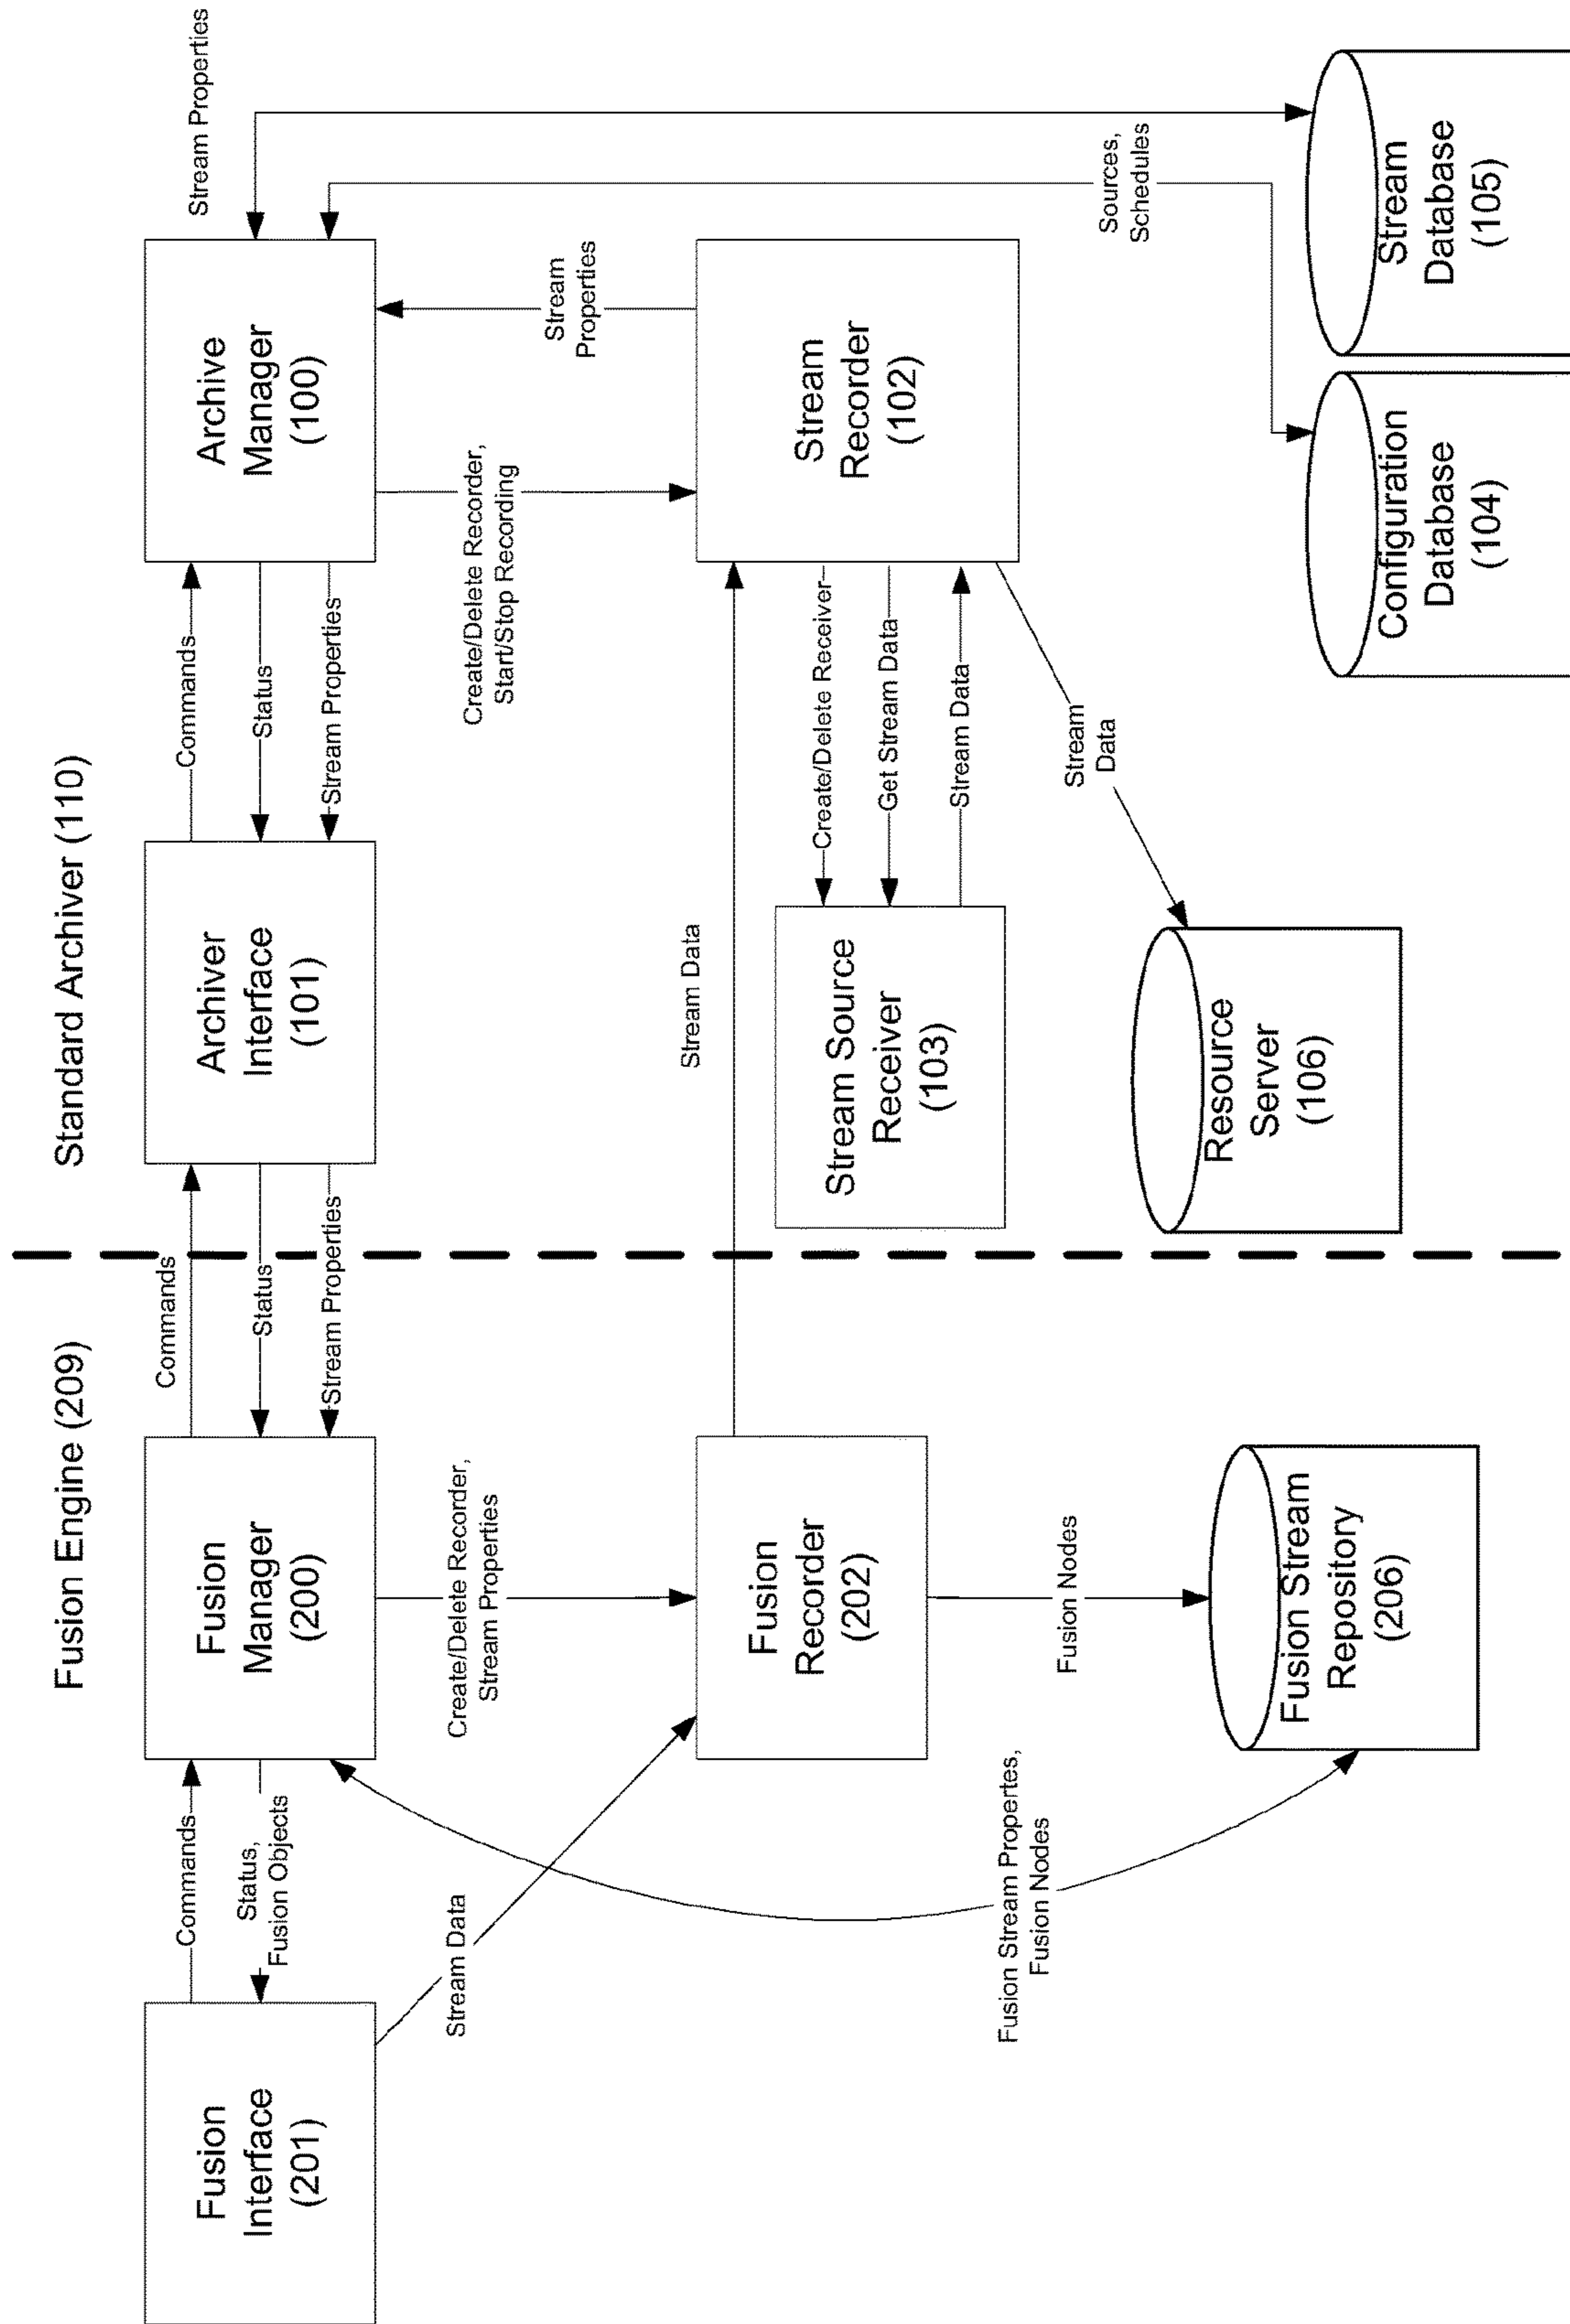 Fusion Engine (209)
Standard Archiver (110)
Fusion
Interface
(201)
Commands
Status,
Fusion Objects
Fusion
Manager
(200)
Commands
Status
Stream Properties
Archiver
Interface
(101)
Commands
Status
Stream Properties
Archive
Manager
(100)
Stream Properties
Stream Data
Create/Delete Recorder,
Stream Properties
Create/Delete Recorder,
Start/Stop Recording
Stream
Properties
Fusion
Recorder
(202)
Stream Data
Stream Source
Receiver
(103)
Create/Delete Receiver
Get Stream Data
Stream Data
Stream
Recorder
(102)
Fusion Stream Propertes,
Fusion Nodes
Fusion Nodes
Stream
Data
Sources,
Schedules
Fusion Stream
Repository
(206)
Resource
Server
(106)
Configuration
Database
(104)
Stream
Database
(105)